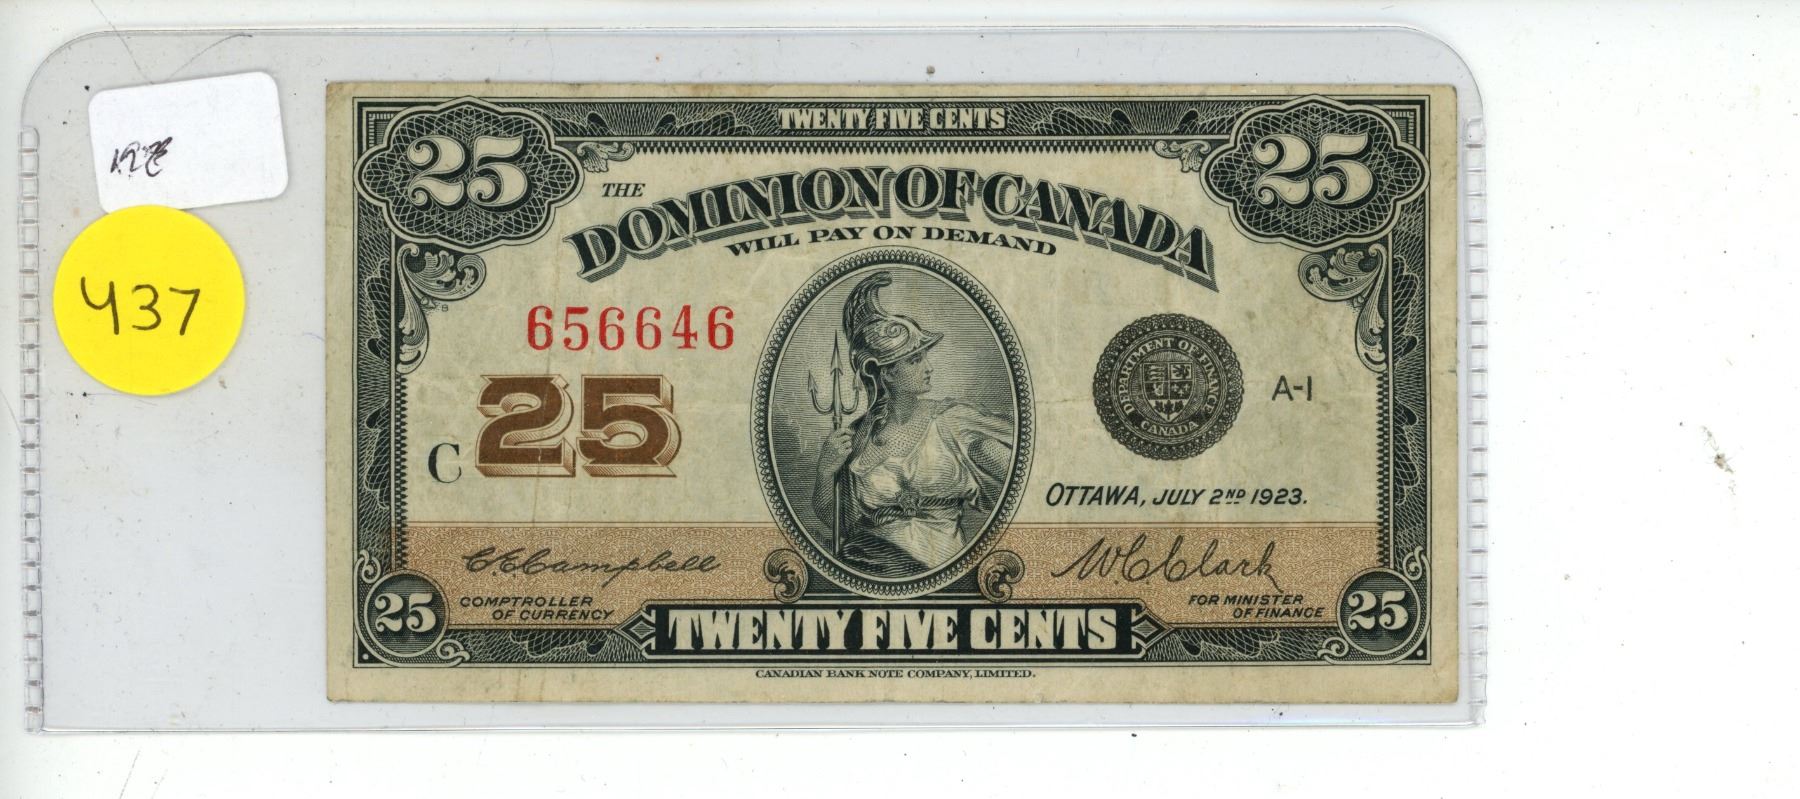 437
TWENTY FIVE CENTS
25 25
THE
DOMINION OF CANADA
WILL PAY ON DEMAND
656646
25
C
DEPARTMENT OF FINANCE
CANADA
A-1
OTTAWA, JULY 2ND 1923.
C.E.Campbell
COMPTROLLER
OF CURRENCY
W.C.Clark
FOR MINISTER
OF FINANCE
25 25
TWENTY FIVE CENTS
CANADIAN BANK NOTE COMPANY, LIMITED.